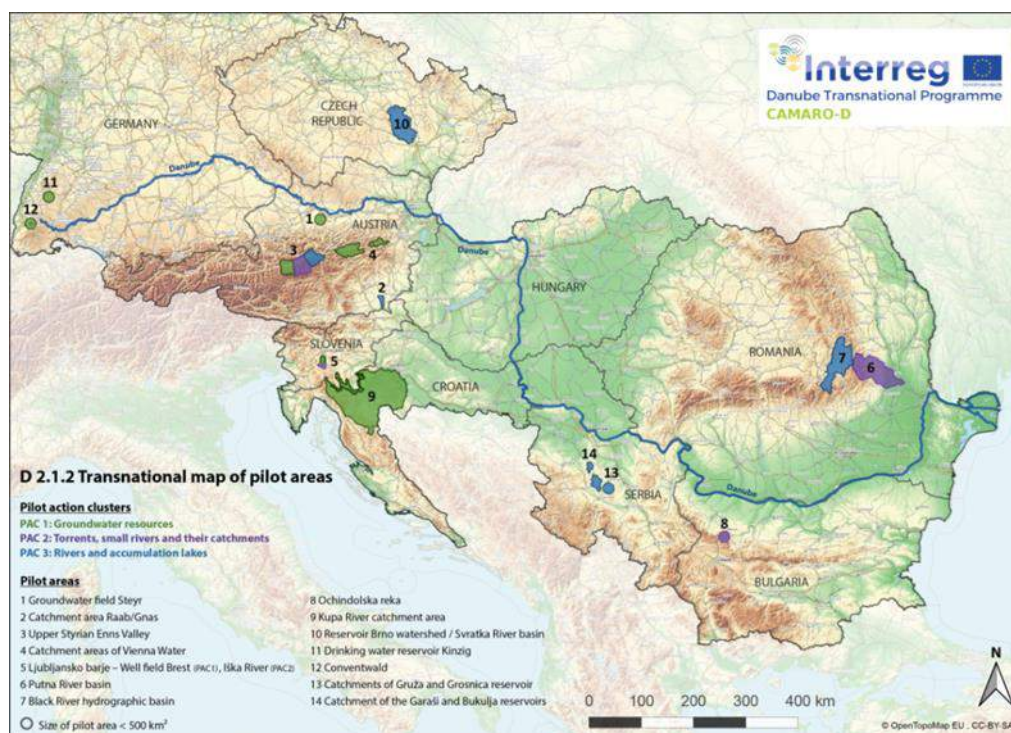 Interreg
EUROPEAN UNION
Danube Transnational Programme
CAMARO-D
CZECH
REPUBLIC
10
GERMANY
Danube
11
12
1
AUSTRIA
3
4
Danube
2
HUNGARY
SLOVENIA
5
ROMANIA
7
6
CROATIA
9
14
13
SERBIA
Danube
8
BULGARIA
D 2.1.2 Transnational map of pilot areas
Pilot action clusters
PAC 1: Groundwater resources
PAC 2: Torrents, small rivers and their catchments
PAC 3: Rivers and accumulation lakes
Pilot areas
1 Groundwater field Steyr
2 Catchment area Raab/Gnas
3 Upper Styrian Enns Valley
4 Catchment areas of Vienna Water
5 Ljubljansko barje – Well field Brest (PAC1), Iška River (PAC2)
6 Putna River basin
7 Black River hydrographic basin
Size of pilot area < 500 km²
8 Ochindolska reka
9 Kupa River catchment area
10 Reservoir Brno watershed / Svratka River basin
11 Drinking water reservoir Kinzig
12 Conventwald
13 Catchments of Gruža and Grosnica reservoir
14 Catchment of the Garaši and Bukulja reservoirs
N
0 100 200 300 400 km
© OpenTopoMap EU , CC-BY-SA